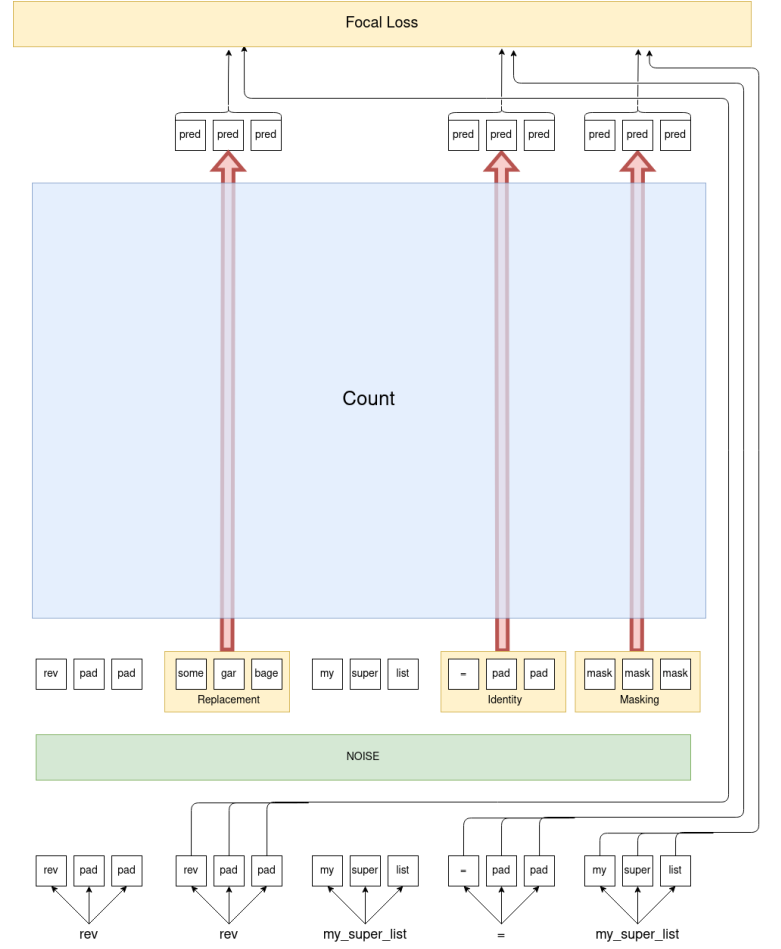 Focal Loss
pred pred pred pred pred pred pred pred pred
Count
rev pad pad some gar bage my super list = pad pad mask mask mask
Replacement Identity Masking
NOISE
rev pad pad rev pad pad my super list = pad pad my super list
rev rev my_super_list = my_super_list